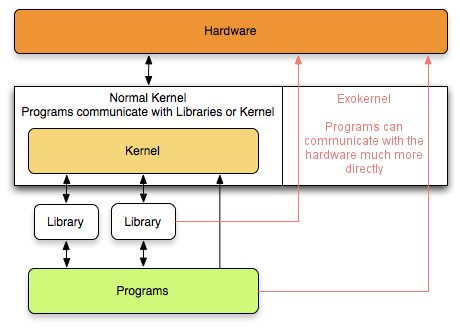 Hardware
Normal Kernel
Programs communicate with Libraries or Kernel
Kernel
Exokernel
Programs can
communicate with the
hardware much more
directly
Library
Library
Programs